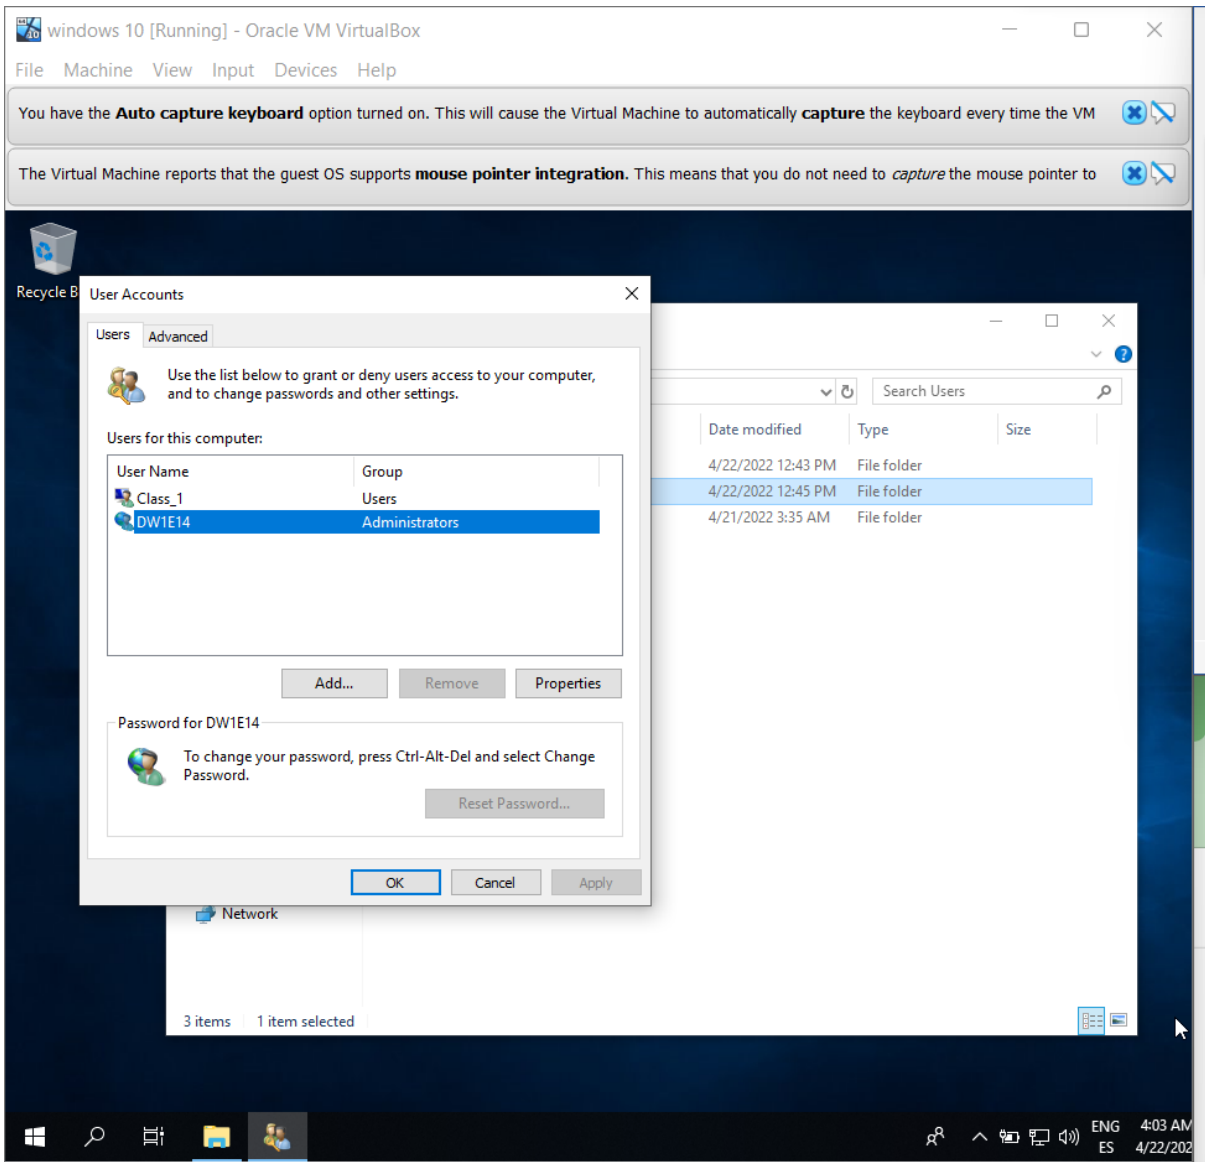 windows 10 [Running] - Oracle VM VirtualBox
File Machine View Input Devices Help
You have the Auto capture keyboard option turned on. This will cause the Virtual Machine to automatically capture the keyboard every time the VM
The Virtual Machine reports that the guest OS supports mouse pointer integration. This means that you do not need to capture the mouse pointer to
Recycle B
User Accounts
Users Advanced
Use the list below to grant or deny users access to your computer,
and to change passwords and other settings.
Users for this computer:
User Name Group
Class_1 Users
DW1E14 Administrators
Add... Remove Properties
Password for DW1E14
To change your password, press Ctrl-Alt-Del and select Change
Password.
Reset Password...
OK Cancel Apply
Search Users
Date modified Type Size
4/22/2022 12:43 PM File folder
4/22/2022 12:45 PM File folder
4/21/2022 3:35 AM File folder
Network
3 items 1 item selected
ENG 4:03 AM
ES 4/22/202